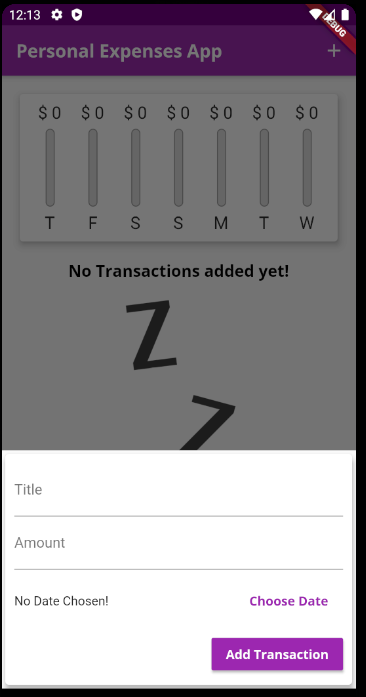 12:13
DEBUG
Personal Expenses App
$ 0 $ 0 $ 0 $ 0 $ 0 $ 0 $ 0
T F S S M T W
No Transactions added yet!
Z
Z
Title
Amount
No Date Chosen! Choose Date
Add Transaction